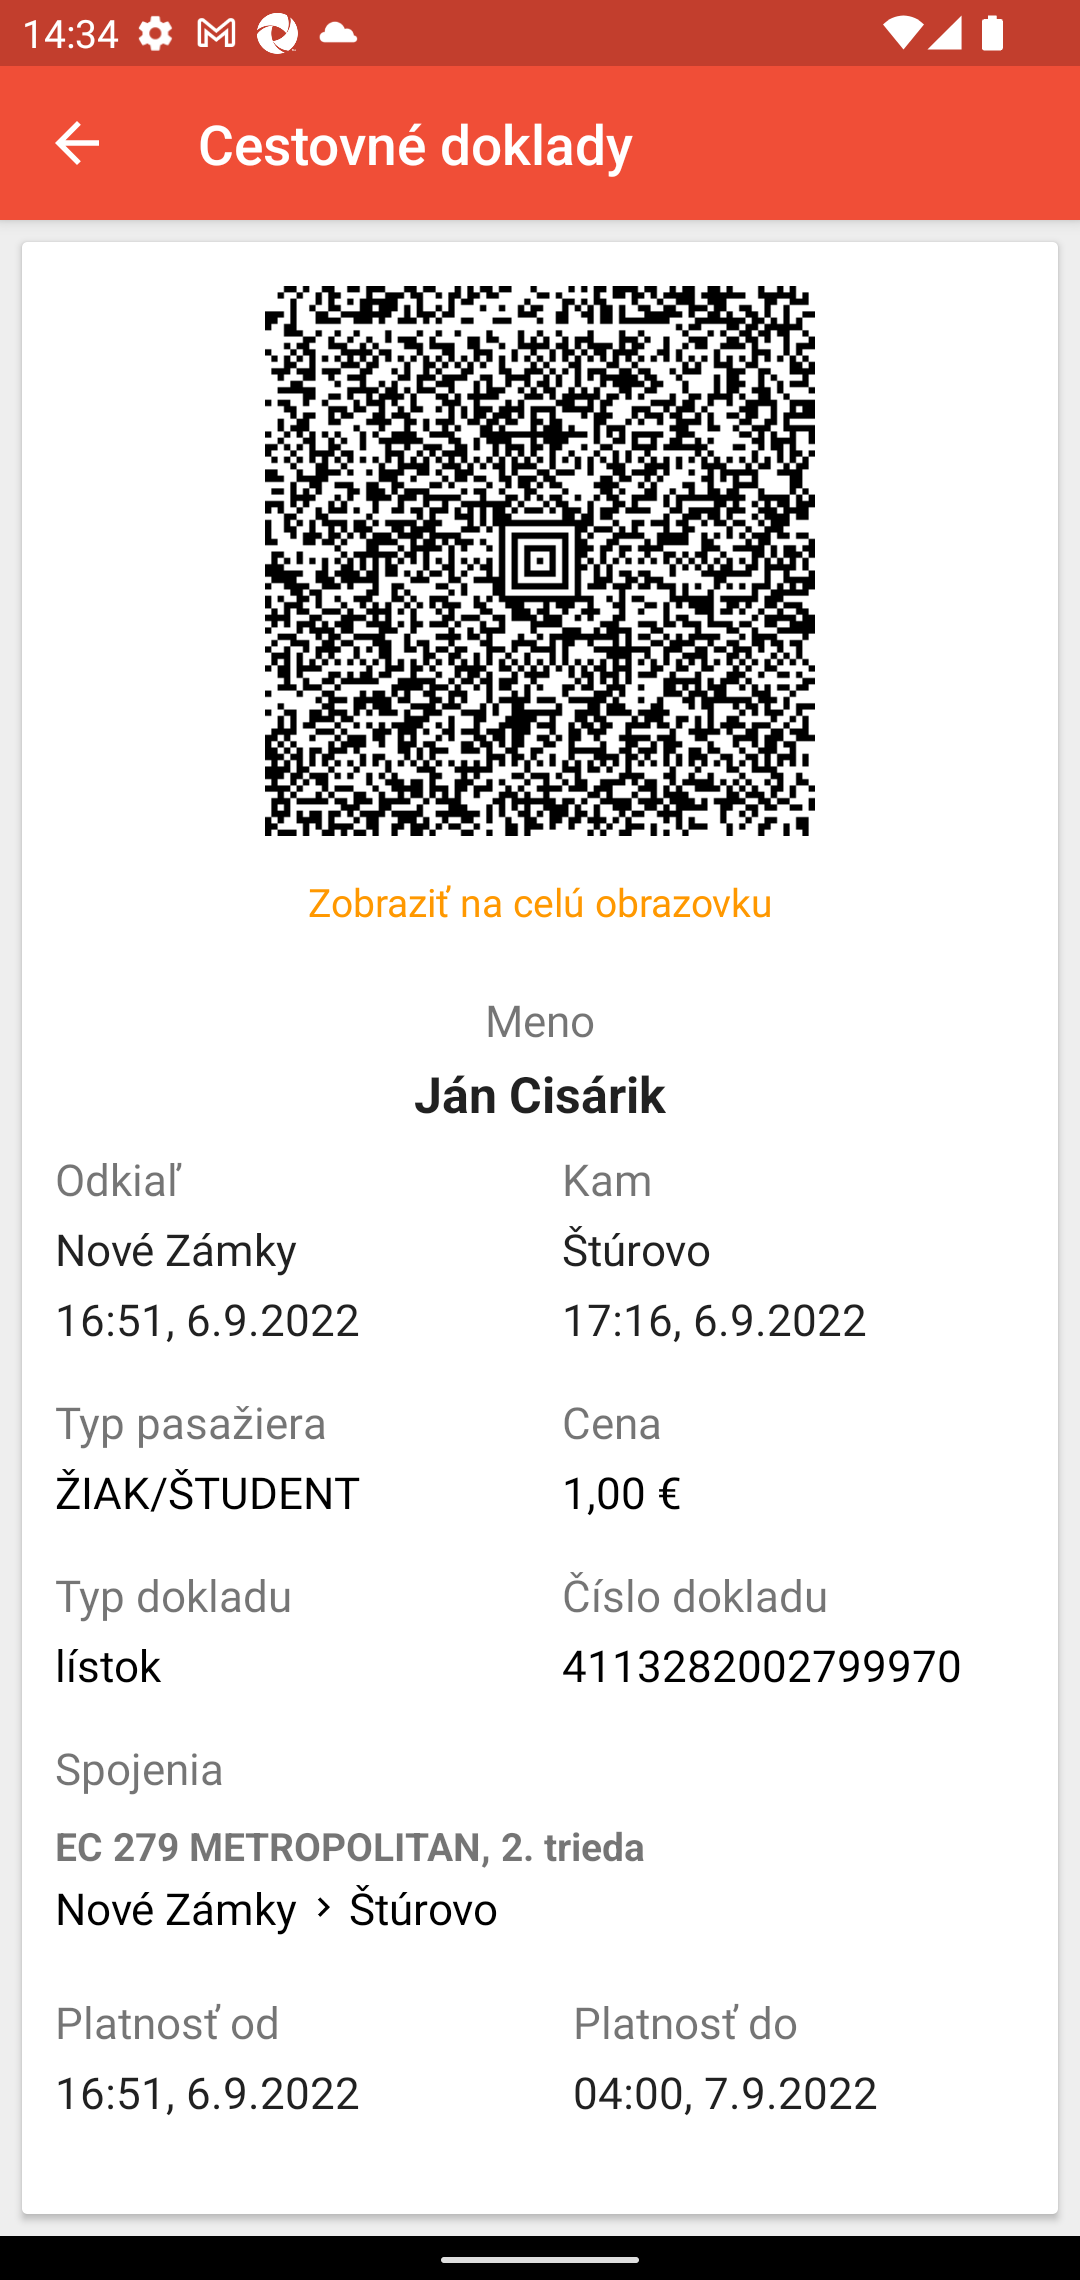 14:34
Cestovné doklady
Zobraziť na celú obrazovku
Meno
Ján Cisárik
Odkiaľ
Kam
Nové Zámky
Štúrovo
16:51, 6.9.2022
17:16, 6.9.2022
Typ pasažiera
Cena
ŽIAK/ŠTUDENT
1,00 €
Typ dokladu
Číslo dokladu
lístok
4113282002799970
Spojenia
EC 279 METROPOLITAN, 2. trieda
Nové Zámky > Štúrovo
Platnosť od
Platnosť do
16:51, 6.9.2022
04:00, 7.9.2022